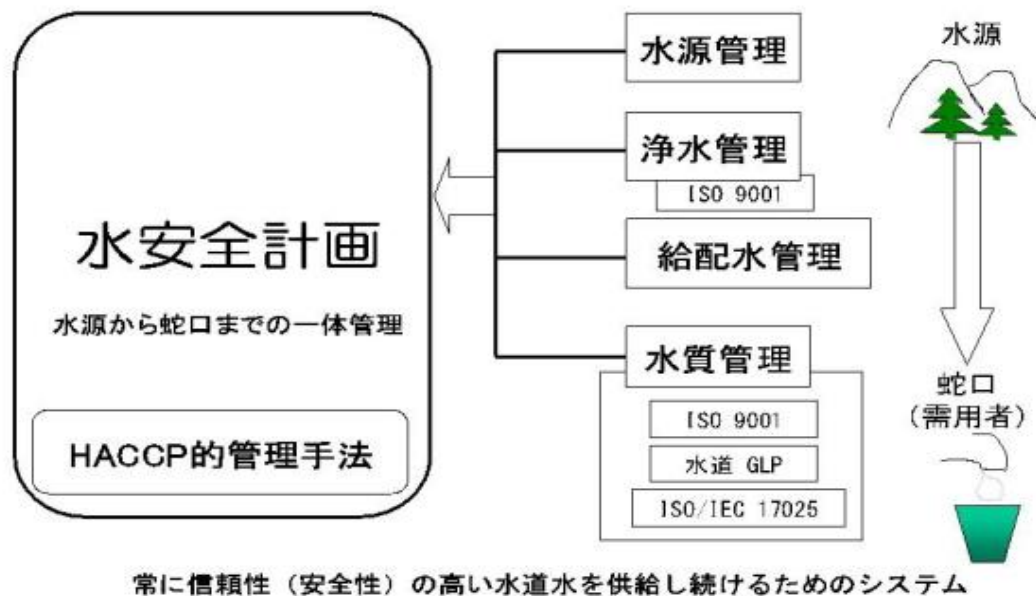 水安全計画
水源から蛇口までの一体管理
HACCP的管理手法
水源管理
浄水管理
ISO 9001
給配水管理
水質管理
ISO 9001
水道 GLP
ISO/IEC 17025
水源
蛇口
(需用者)
常に信頼性（安全性）の高い水道水を供給し続けるためのシステム